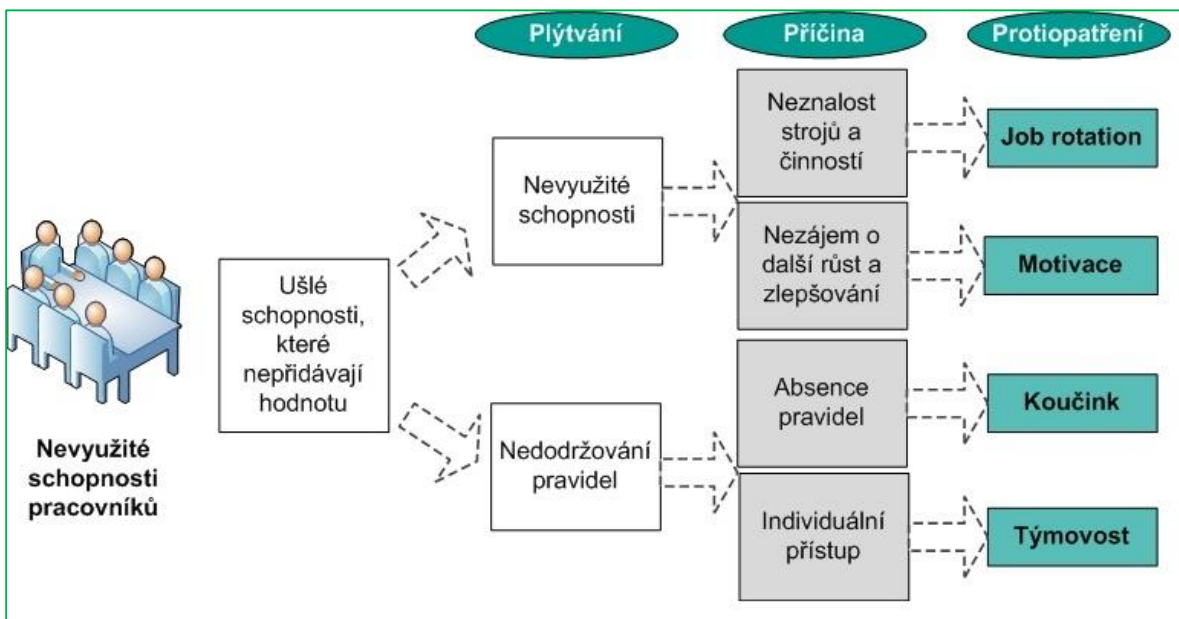 Plýtvání
Příčina
Protiopatření
Nevyužité
schopnosti
pracovníků
Ušlé
schopnosti,
které
nepřidávají
hodnotu
Nevyužité
schopnosti
Neznalost
strojů a
činností
Job rotation
Nezájem o
další růst a
zlepšování
Motivace
Nedodržování
pravidel
Absence
pravidel
Koučink
Individuální
přístup
Týmovost